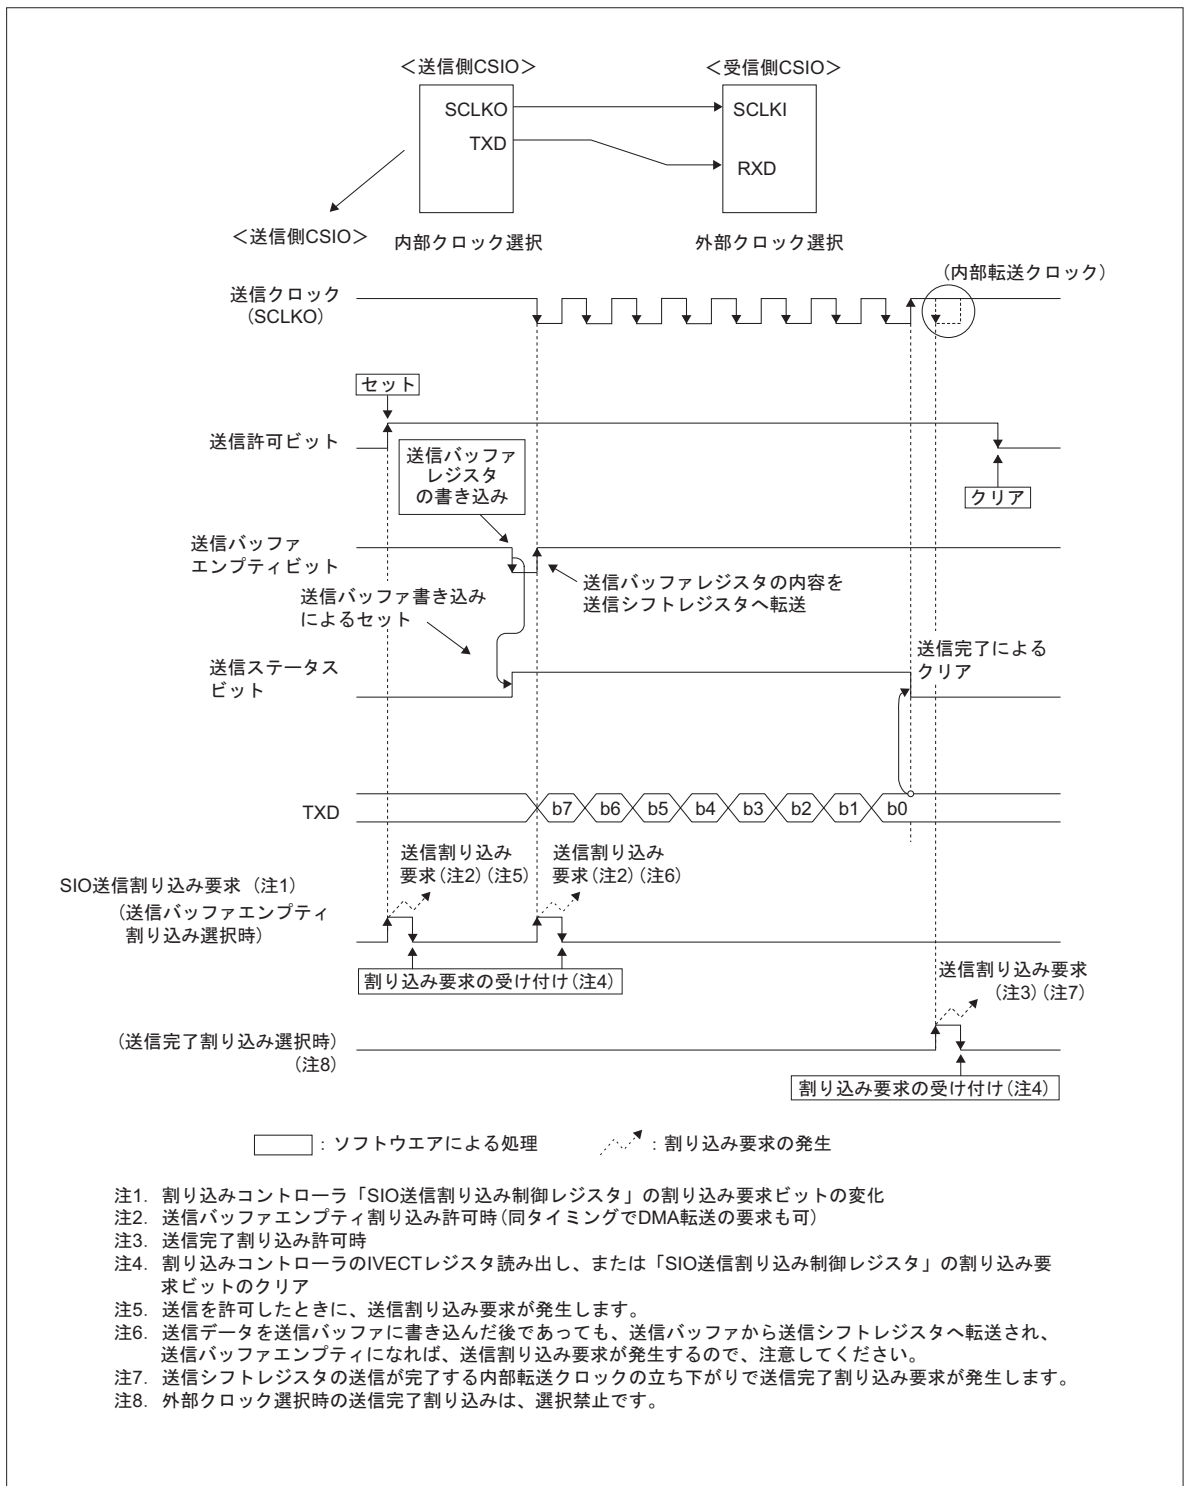 ＜送信側CSIO＞
＜受信側CSIO＞
SCLKO
SCLKI
TXD
RXD
＜送信側CSIO＞
内部クロック選択
外部クロック選択
(内部転送クロック)
送信クロック
(SCLKO)
セット
送信許可ビット
送信バッファ
レジスタ
の書き込み
クリア
送信バッファ
エンプティビット
送信バッファレジスタの内容を
送信シフトレジスタへ転送
送信バッファ書き込み
によるセット
送信ステータス
ビット
送信完了による
クリア
TXD
b7 b6 b5 b4 b3 b2 b1 b0
送信割り込み
要求(注2)(注5)
送信割り込み
要求(注2)(注6)
SIO送信割り込み要求 (注1)
(送信バッファエンプティ
割り込み選択時)
割り込み要求の受け付け(注4)
送信割り込み要求
(注3)(注7)
(送信完了割り込み選択時)
(注8)
割り込み要求の受け付け(注4)
：ソフトウエアによる処理
：割り込み要求の発生
注1. 割り込みコントローラ「SIO送信割り込み制御レジスタ」の割り込み要求ビットの変化
注2. 送信バッファエンプティ割り込み許可時(同タイミングでDMA転送の要求も可)
注3. 送信完了割り込み許可時
注4. 割り込みコントローラのIVECTレジスタ読み出し、または「SIO送信割り込み制御レジスタ」の割り込み要
求ビットのクリア
注5. 送信を許可したときに、送信割り込み要求が発生します。
注6. 送信データを送信バッファに書き込んだ後であっても、送信バッファから送信シフトレジスタへ転送され、
送信バッファエンプティになれば、送信割り込み要求が発生するので、注意してください。
注7. 送信シフトレジスタの送信が完了する内部転送クロックの立ち下がりで送信完了割り込み要求が発生します。
注8. 外部クロック選択時の送信完了割り込みは、選択禁止です。